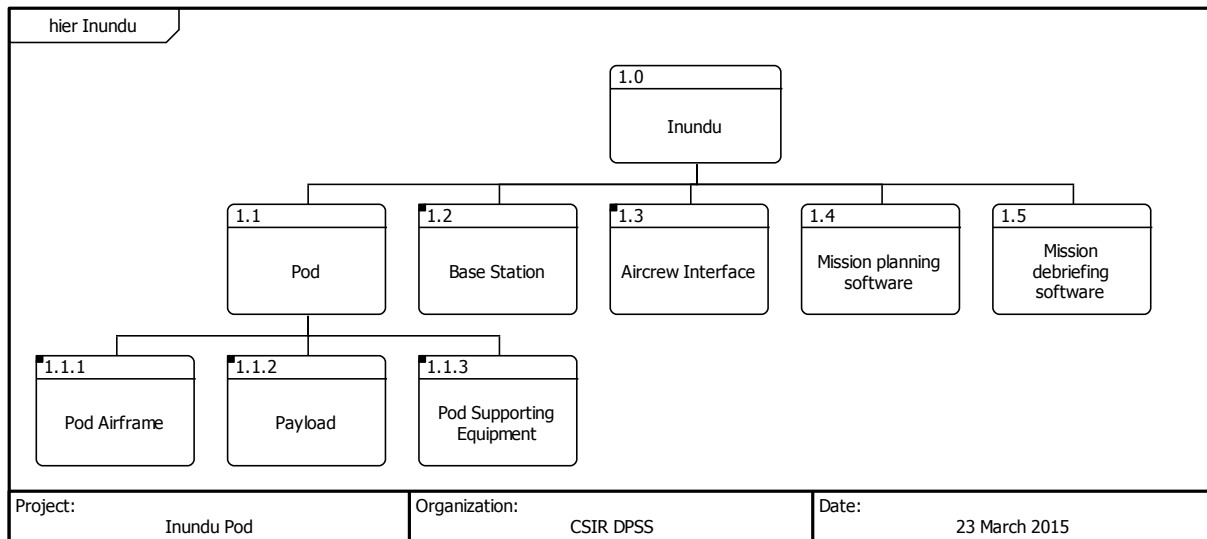 hier Inundu
1.0
Inundu
1.1
Pod
1.2
Base Station
1.3
Aircrew Interface
1.4
Mission planning
software
1.5
Mission
debriefing
software
1.1.1
Pod Airframe
1.1.2
Payload
1.1.3
Pod Supporting
Equipment
Project:
Inundu Pod
Organization:
CSIR DPSS
Date:
23 March 2015